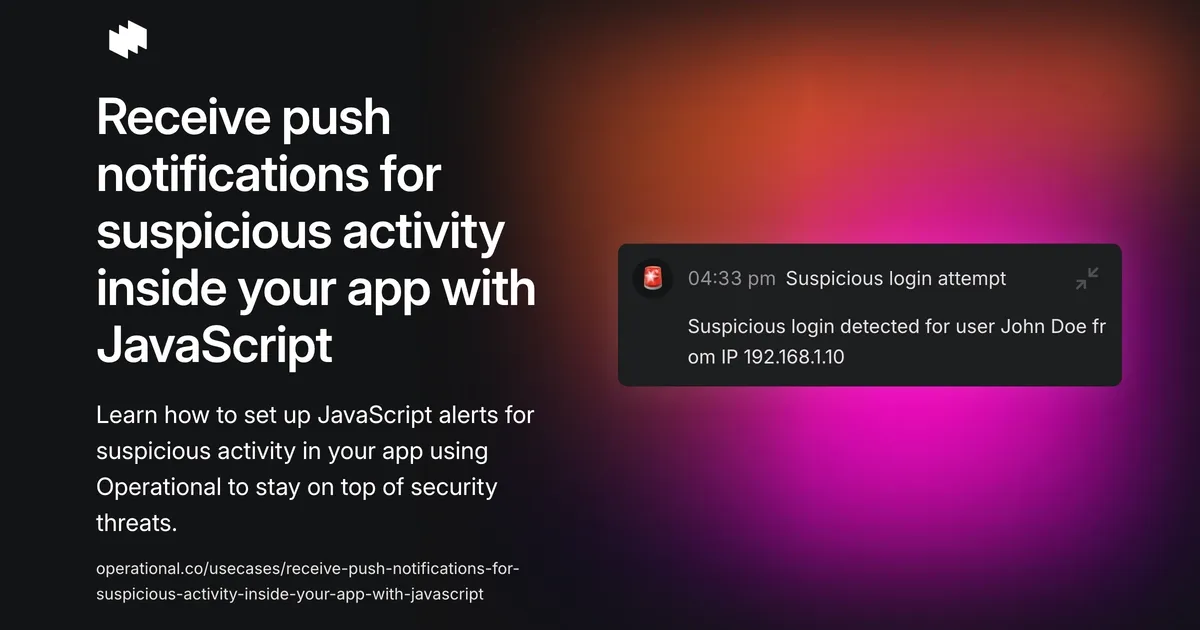 Receive push
notifications for
suspicious activity
inside your app with
JavaScript
Learn how to set up JavaScript alerts for
suspicious activity in your app using
Operational to stay on top of security
threats.
operational.co/usecases/receive-push-notifications-for-
suspicious-activity-inside-your-app-with-javascript
04:33 pm Suspicious login attempt
Suspicious login detected for user John Doe fr
om IP 192.168.1.10